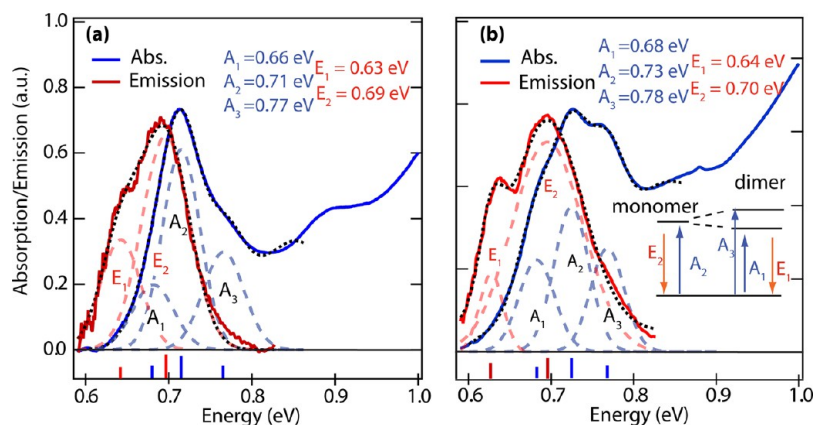 (a)
Abs.
Emission
A1=0.66 eV
A2=0.71 eV
A3=0.77 eV
E1 = 0.63 eV
E2 = 0.69 eV
Absorption/Emission (a.u.)
1.0
0.8
0.6
0.4
0.2
0.0
E1
E2
A1
A2
A3
0.6 0.7 0.8 0.9 1.0
Energy (eV)
(b)
Abs.
Emission
A1=0.68 eV
A2=0.73 eV
A3=0.78 eV
E1 = 0.64 eV
E2 = 0.70 eV
E1
E2
A1
A2
A3
monomer
dimer
E2
A2
A3
A1
E1
0.6 0.7 0.8 0.9 1.0
Energy (eV)